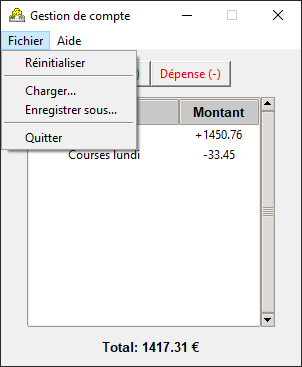 Gestion de compte
Fichier Aide
Réinitialiser
Charger...
Enregistrer sous...
Quitter
) Dépense (-)
Montant
+1450.76
Courses lundi -33.45
Total: 1417.31 €